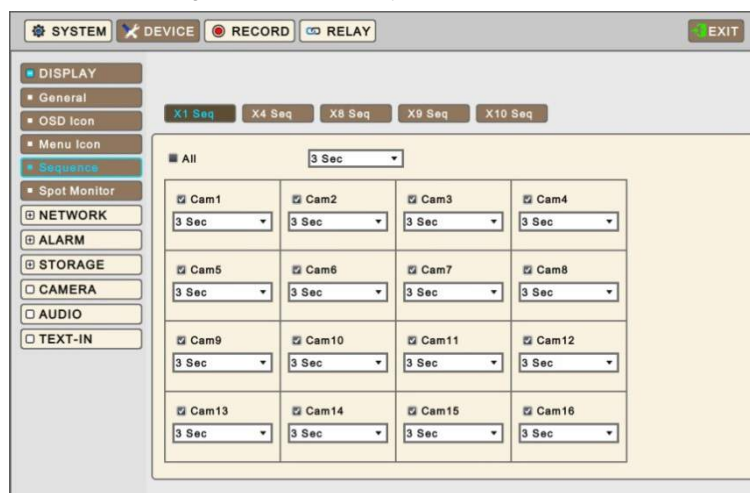 SYSTEM DEVICE RECORD RELAY EXIT
DISPLAY
General
OSD Icon
Menu Icon
Sequence
Spot Monitor
NETWORK
ALARM
STORAGE
CAMERA
AUDIO
TEXT-IN
X1 Seq X4 Seq X8 Seq X9 Seq X10 Seq
All 3 Sec
Cam1 Cam2 Cam3 Cam4
3 Sec 3 Sec 3 Sec 3 Sec
Cam5 Cam6 Cam7 Cam8
3 Sec 3 Sec 3 Sec 3 Sec
Cam9 Cam10 Cam11 Cam12
3 Sec 3 Sec 3 Sec 3 Sec
Cam13 Cam14 Cam15 Cam16
3 Sec 3 Sec 3 Sec 3 Sec